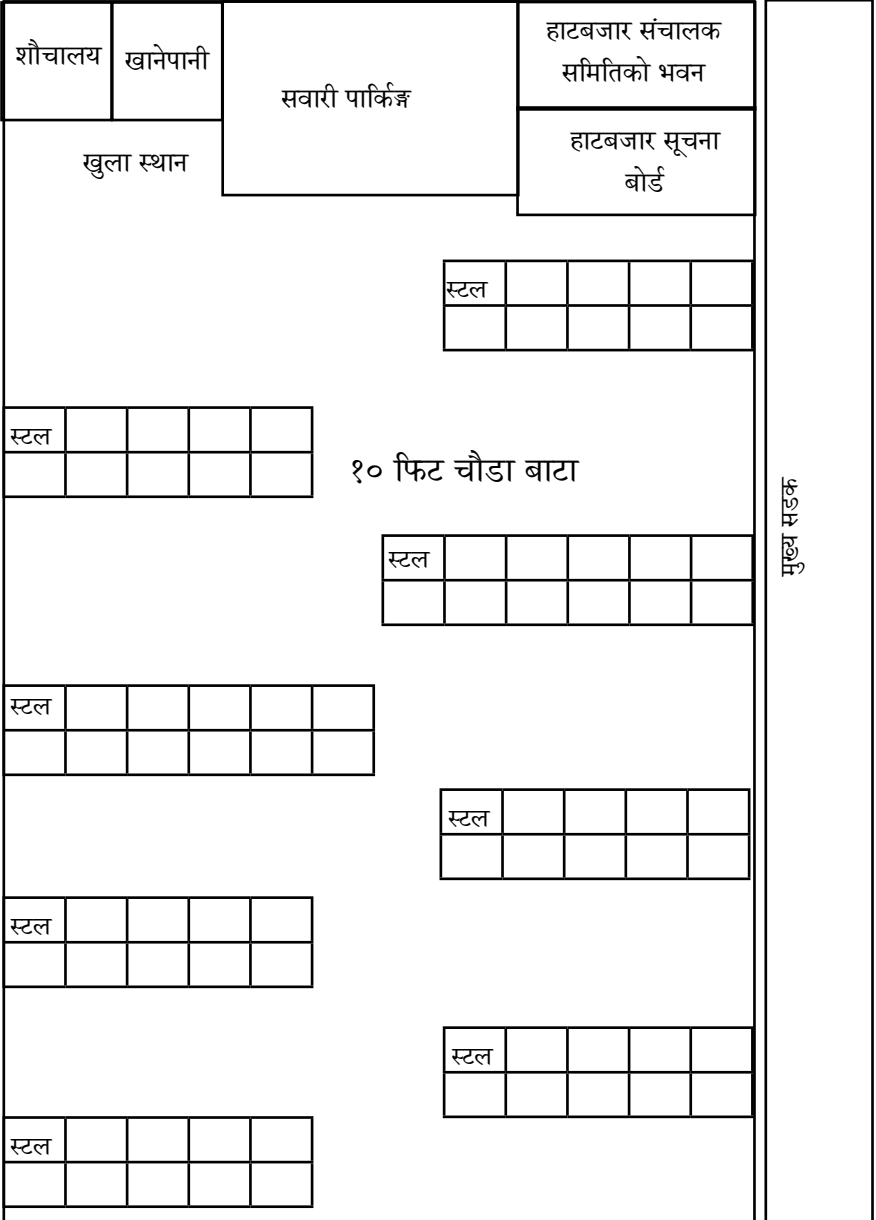 शौचालय
खानेपानी
सवारी पार्किङ्ग
हाटबजार संचालक
समितिको भवन
हाटबजार सूचना
बोर्ड
खुला स्थान
स्टल
स्टल
१० फिट चौडा बाटा
मुख्य सडक
स्टल
स्टल
स्टल
स्टल
स्टल
स्टल